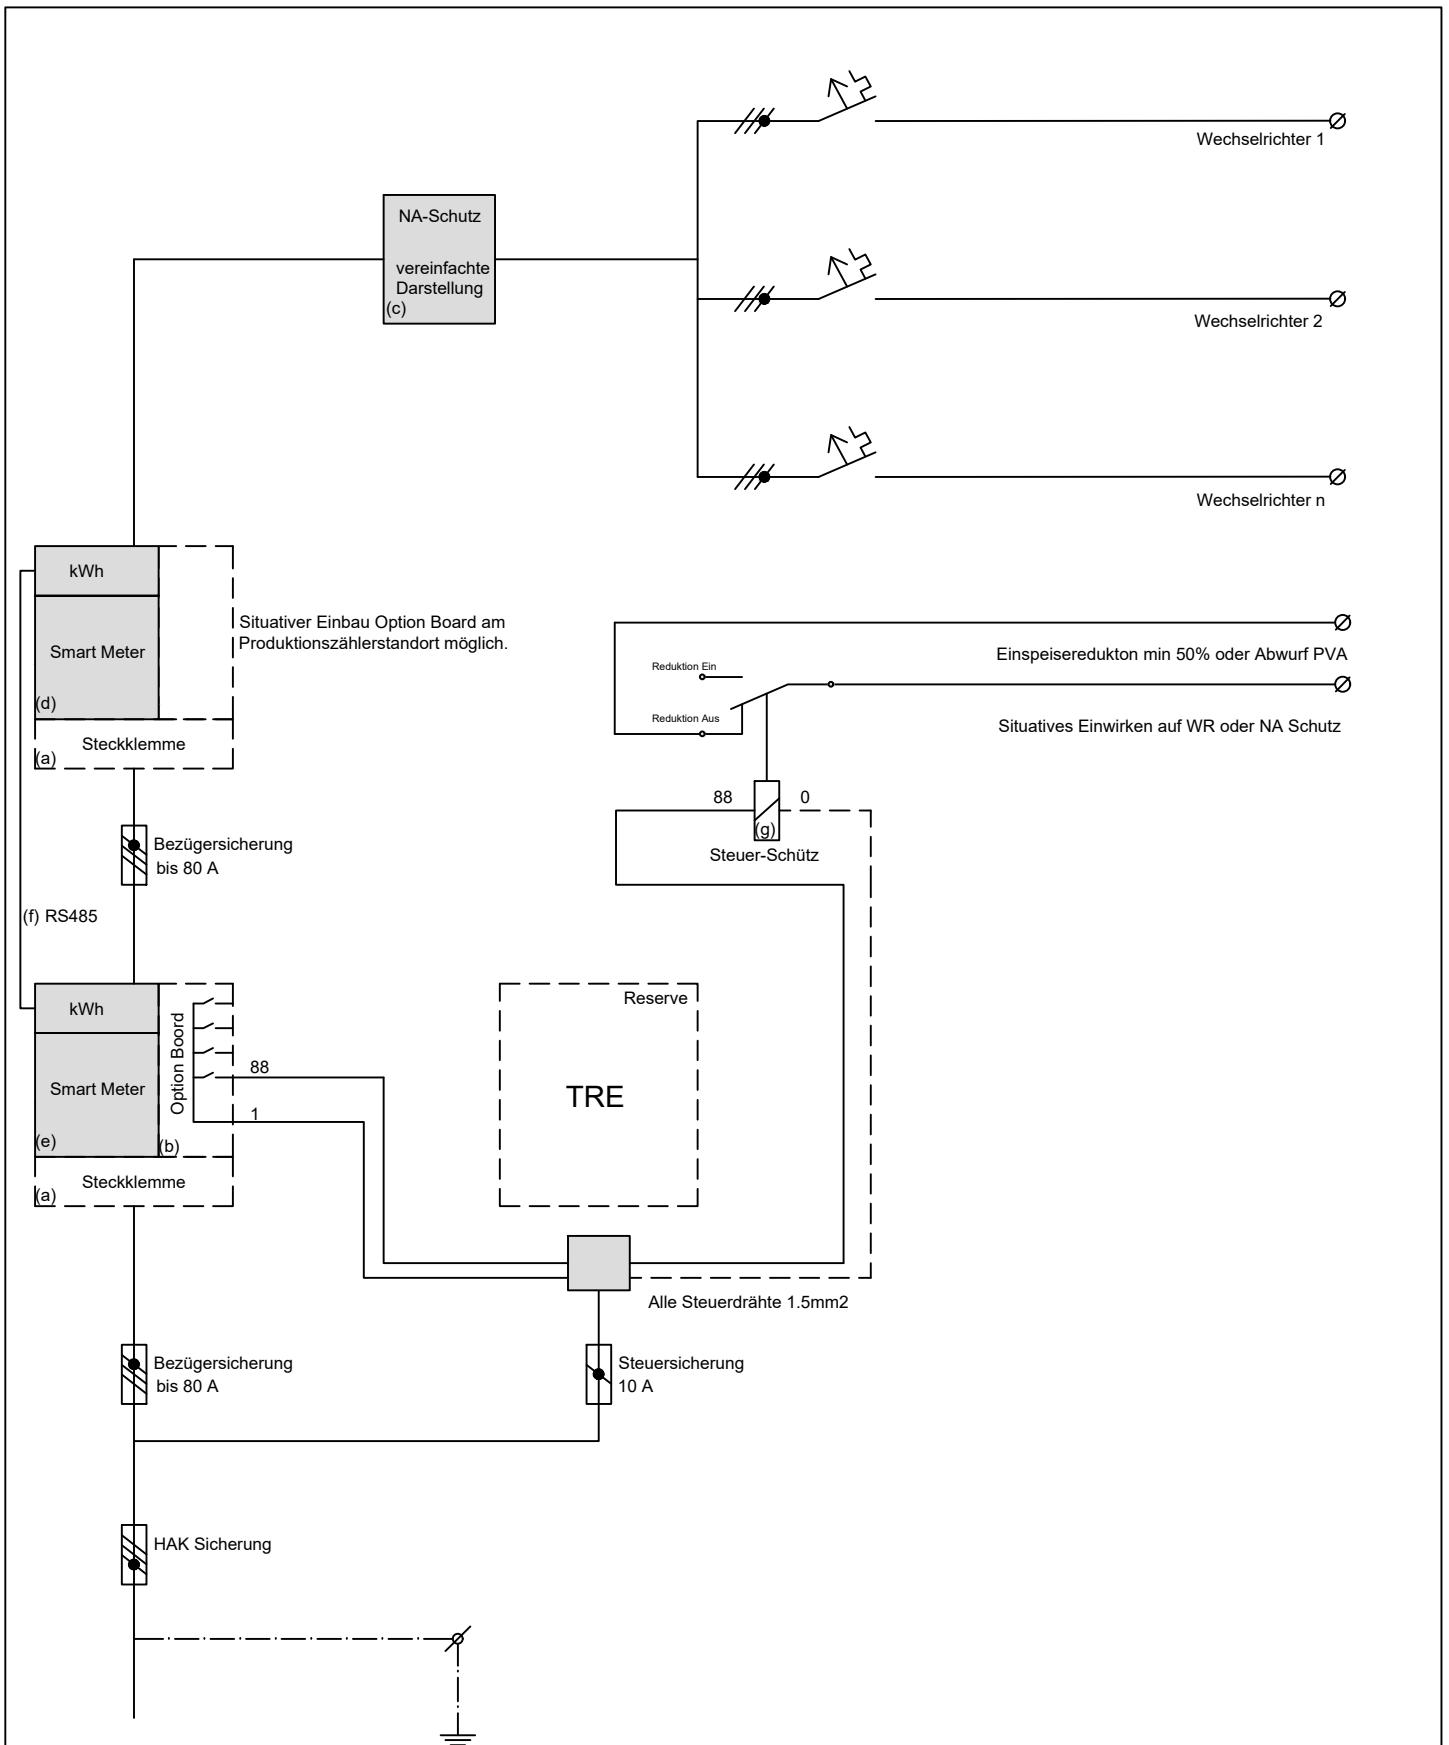 Wechselrichter 1
NA-Schutz
vereinfachte
Darstellung
(c)
Wechselrichter 2
Wechselrichter n
kWh
Smart Meter
(d)
Situativer Einbau Option Board am
Produktionszählerstandort möglich.
Steckklemme
(a)
Einspeiseredukton min 50% oder Abwurf PVA
Reduktion Ein
Reduktion Aus
Situatives Einwirken auf WR oder NA Schutz
88
0
(g)
Steuer-Schütz
Bezügersicherung
bis 80 A
(f) RS485
kWh
Smart Meter
(e)
Option Boord
(b)
88
1
Steckklemme
(a)
Reserve
TRE
Alle Steuerdrähte 1.5mm2
Bezügersicherung
bis 80 A
Steuersicherung
10 A
HAK Sicherung